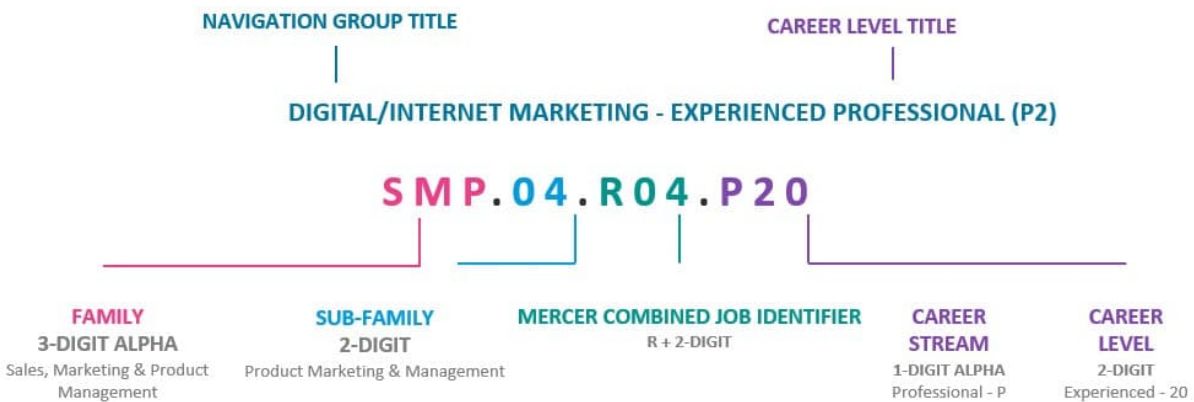 NAVIGATION GROUP TITLE
CAREER LEVEL TITLE
DIGITAL/INTERNET MARKETING - EXPERIENCED PROFESSIONAL (P2)
SMP.04.R04.P20
FAMILY
3-DIGIT ALPHA
Sales, Marketing & Product
Management
SUB-FAMILY
2-DIGIT
Product Marketing & Management
MERCER COMBINED JOB IDENTIFIER
R + 2-DIGIT
CAREER
STREAM
1-DIGIT ALPHA
Professional - P
CAREER
LEVEL
2-DIGIT
Experienced - 20